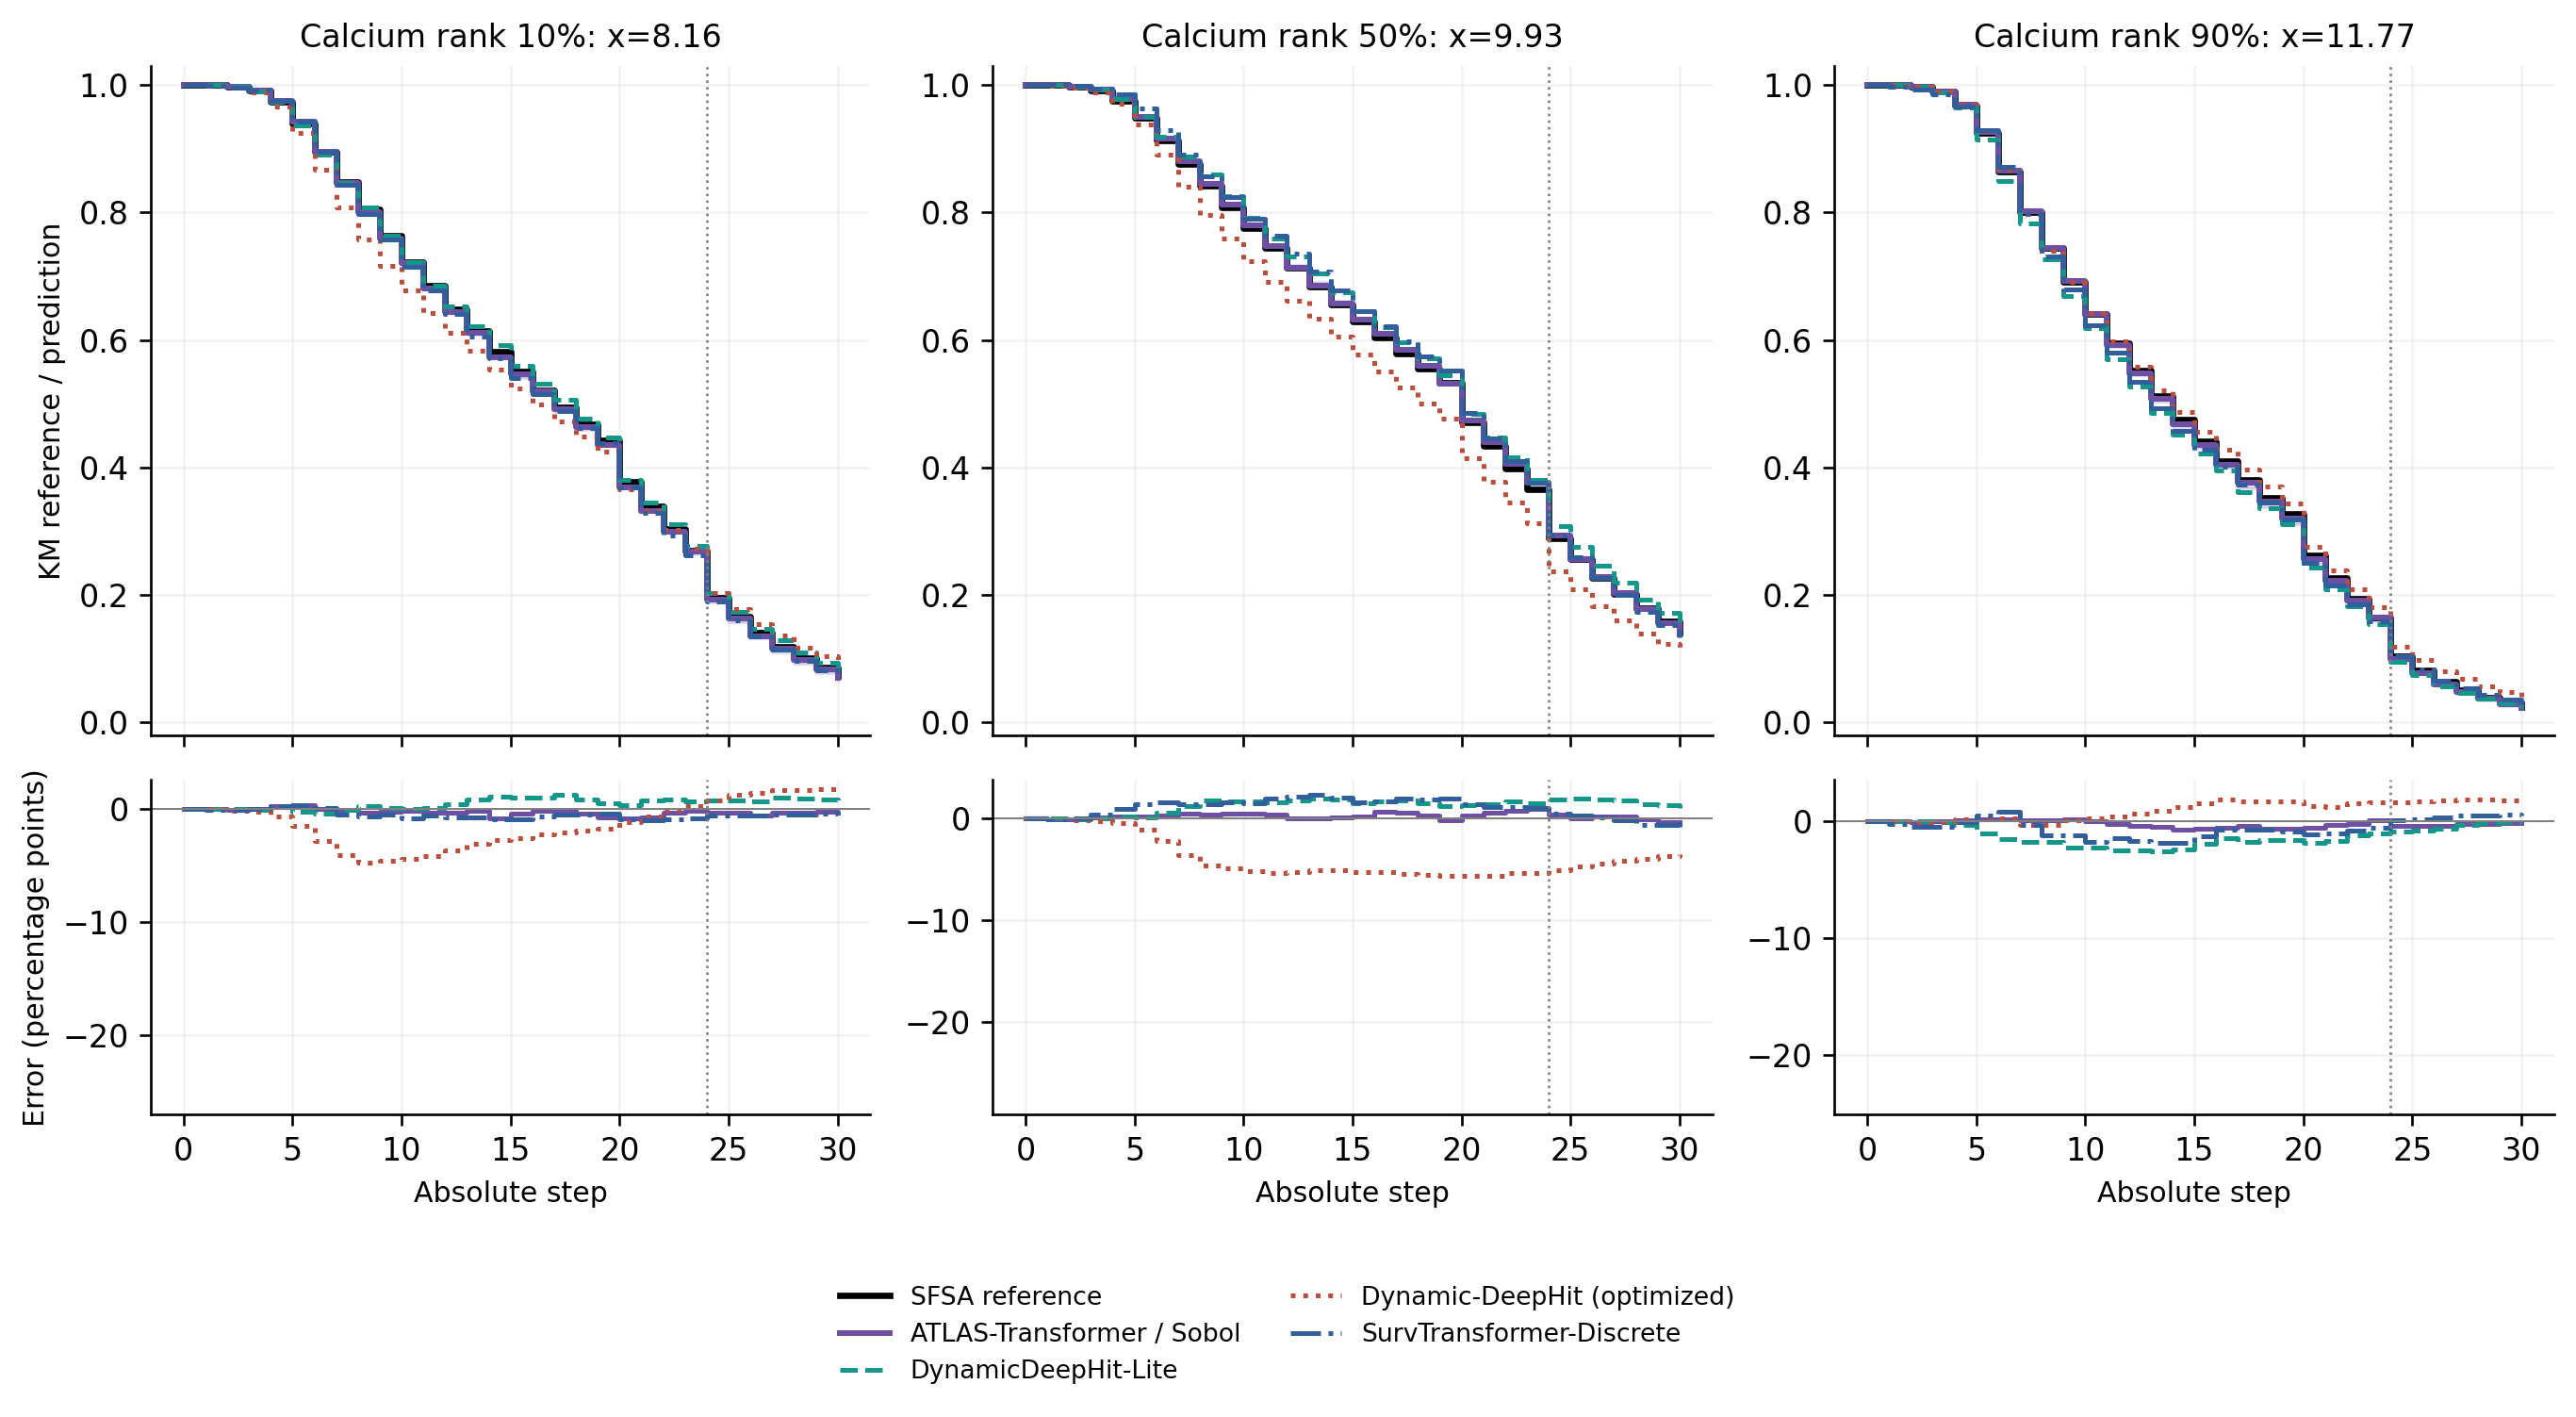 Calcium rank 10%: x=8.16
Calcium rank 50%: x=9.93
Calcium rank 90%: x=11.77
KM reference / prediction
1.0
0.8
0.6
0.4
0.2
0.0
1.0
0.8
0.6
0.4
0.2
0.0
1.0
0.8
0.6
0.4
0.2
0.0
Error (percentage points)
0
−10
−20
0
−10
−20
0
−10
−20
0 5 10 15 20 25 30
0 5 10 15 20 25 30
0 5 10 15 20 25 30
Absolute step
Absolute step
Absolute step
SFSA reference
ATLAS-Transformer / Sobol
DynamicDeepHit-Lite
Dynamic-DeepHit (optimized)
SurvTransformer-Discrete